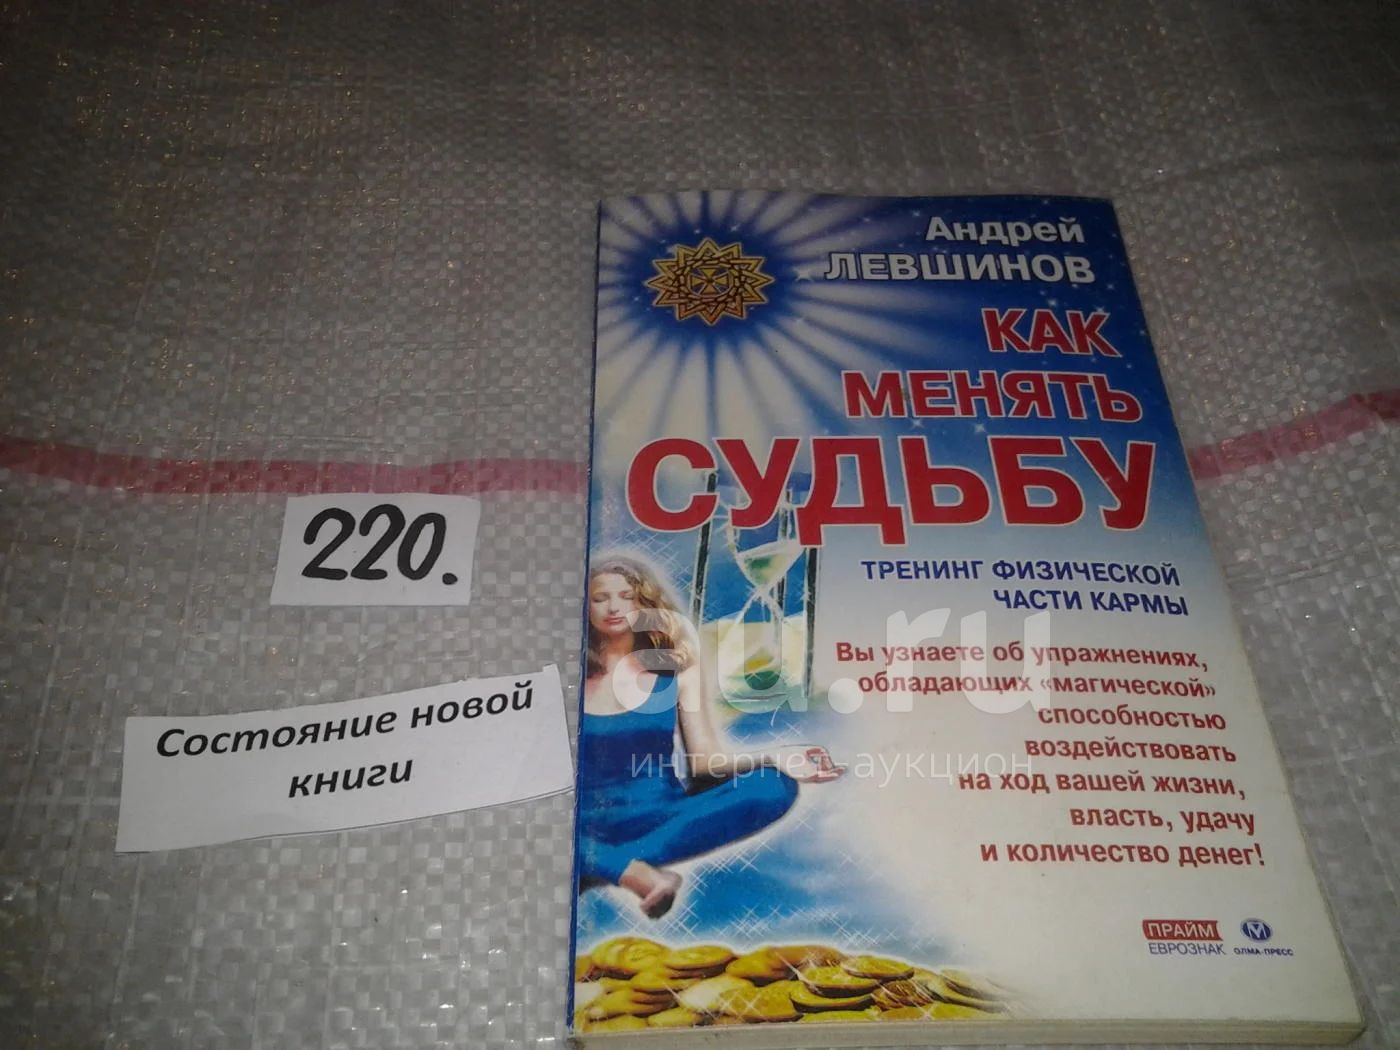 Андрей
ЛЕВШИНОВ
КАК
МЕНЯТЬ
СУДЬБУ
ТРЕНИНГ ФИЗИЧЕСКОЙ
ЧАСТИ КАРМЫ
Вы узнаете об упражнениях,
обладающих «магической»
способностью
воздействовать
на ход вашей жизни,
власть, удачу
и количество денег!
ПРАЙМ
ЕВРОЗНАК
М
ОЛМА-ПРЕСС
220.
Состояние новой
книги
au.ru
интернет-аукцион